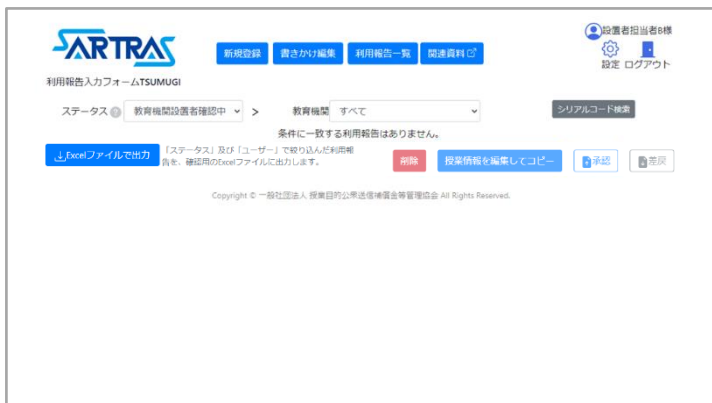 SARTRAS
新規登録 書きかけ編集 利用報告一覧 関連資料
設置者担当者B様
設定 ログアウト
利用報告入力フォームTSUMUGI
ステータス ? 教育機関設置者確認中 > 教育機関 すべて シリアルコード検索
条件に一致する利用報告はありません。
Excelファイルで出力 「ステータス」及び「ユーザー」で絞り込んだ利用報
告を、確認用のExcelファイルに出力します。
削除 授業情報を編集してコピー 承認 差戻
Copyright © 一般社団法人 授業目的公衆送信補償金等管理協会 All Rights Reserved.